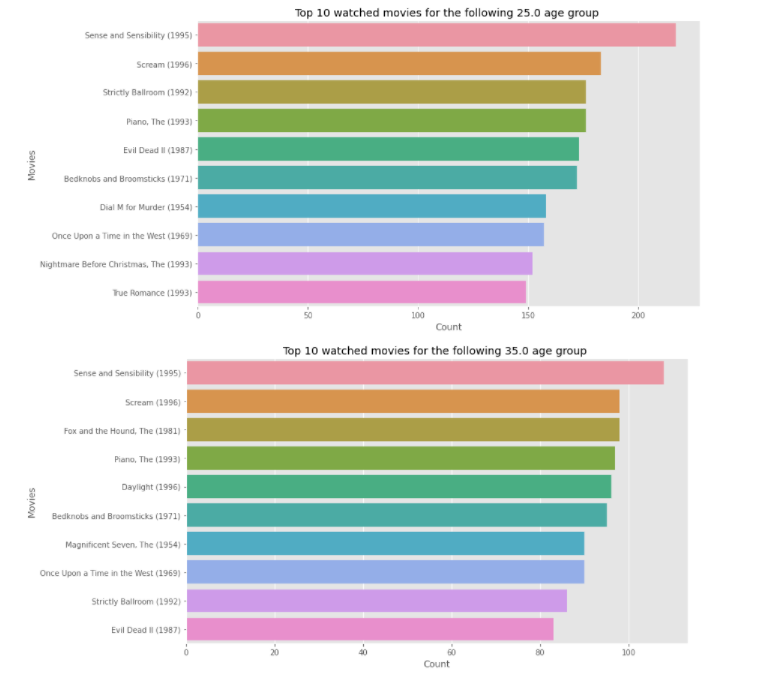 Top 10 watched movies for the following 25.0 age group
Sense and Sensibility (1995)
Scream (1996)
Strictly Ballroom (1992)
Piano, The (1993)
Evil Dead II (1987)
Bedknobs and Broomsticks (1971)
Dial M for Murder (1954)
Once Upon a Time in the West (1969)
Nightmare Before Christmas, The (1993)
True Romance (1993)
Movies
0 50 100 150 200
Count
Top 10 watched movies for the following 35.0 age group
Sense and Sensibility (1995)
Scream (1996)
Fox and the Hound, The (1981)
Piano, The (1993)
Daylight (1996)
Bedknobs and Broomsticks (1971)
Magnificent Seven, The (1954)
Once Upon a Time in the West (1969)
Strictly Ballroom (1992)
Evil Dead II (1987)
Movies
0 20 40 60 80 100
Count